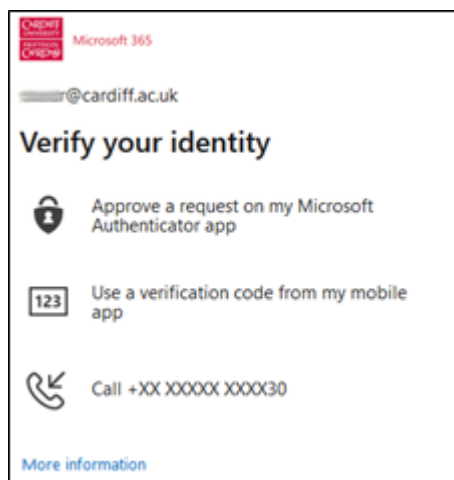 CARDIFF
UNIVERSITY
PRIFYSGOL
CAERDYDD
Microsoft 365
@cardiff.ac.uk
Verify your identity
Approve a request on my Microsoft
Authenticator app
123
Use a verification code from my mobile
app
Call +XX XXXXX XXXX30
More information